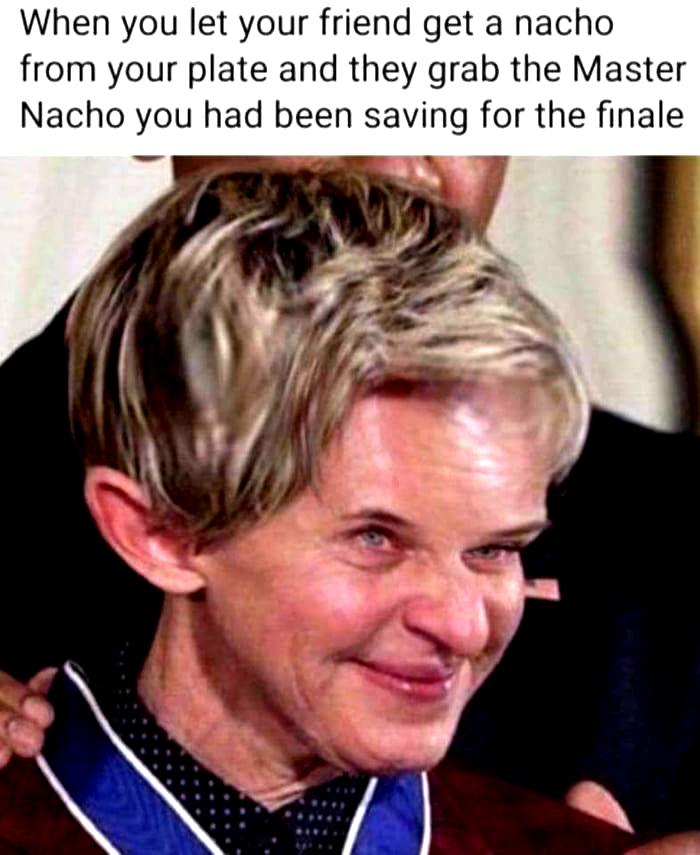 When you let your friend get a nacho
from your plate and they grab the Master
Nacho you had been saving for the finale